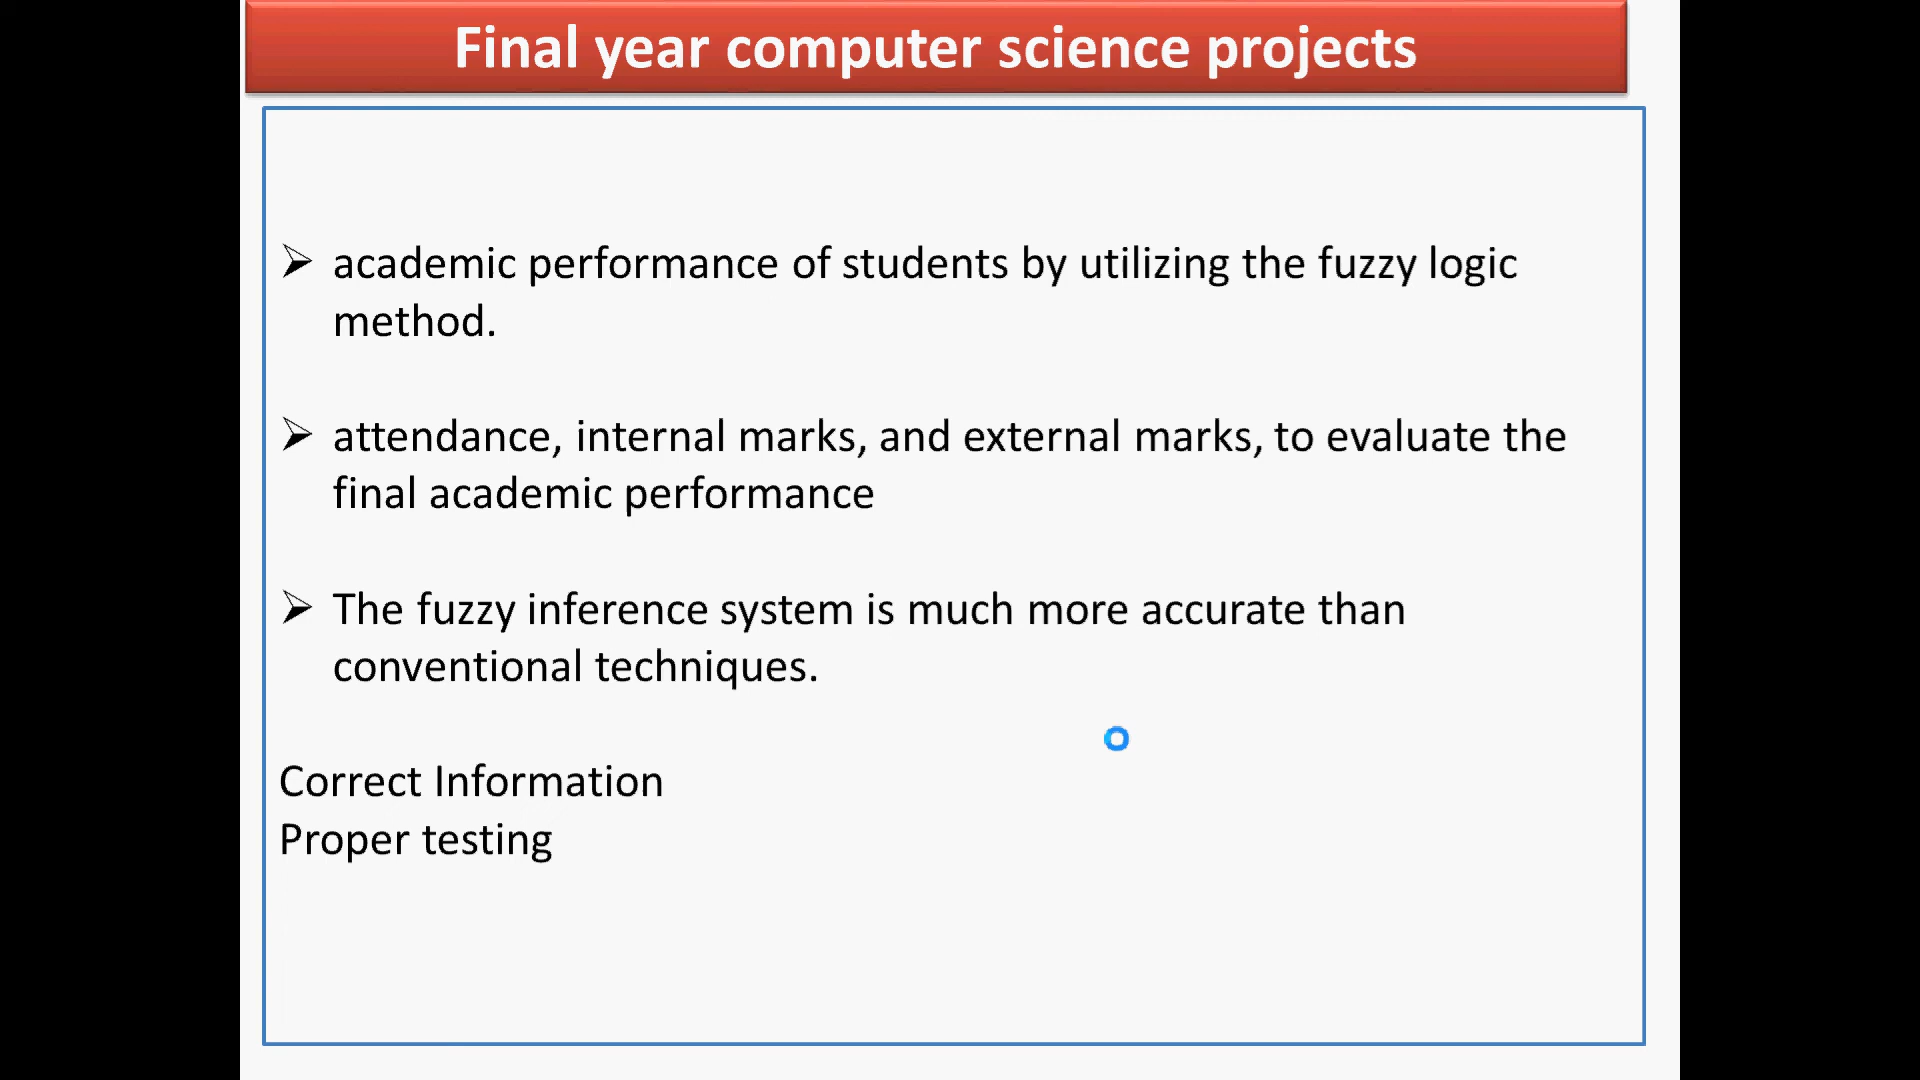 Final year computer science projects
➢ academic performance of students by utilizing the fuzzy logic
method.
➢ attendance, internal marks, and external marks, to evaluate the
final academic performance
➢ The fuzzy inference system is much more accurate than
conventional techniques.
Correct Information
Proper testing